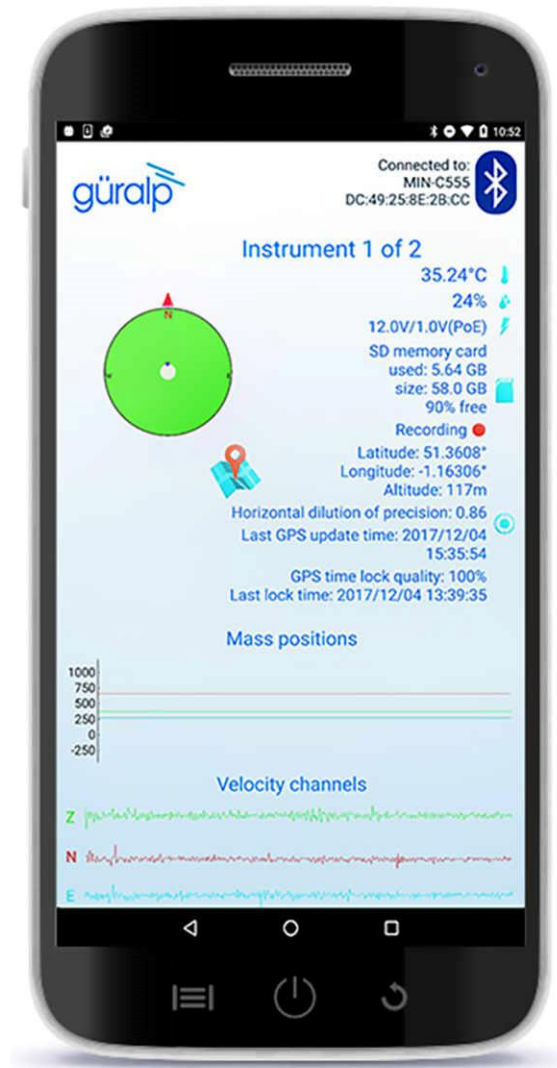 10:52
güralp
Connected to:
MIN-C555
DC:49:25:8E:2B:CC
Instrument 1 of 2
35.24°C
N
24%
12.0V/1.0V(PoE)
SD memory card
used: 5.64 GB
size: 58.0 GB
90% free
Recording
Latitude: 51.3608°
Longitude: -1.16306°
Altitude: 117m
Horizontal dilution of precision: 0.86
Last GPS update time: 2017/12/04
15:35:54
GPS time lock quality: 100%
Last lock time: 2017/12/04 13:39:35
Mass positions
1000
750
500
250
0
-250
Velocity channels
Z
N
E